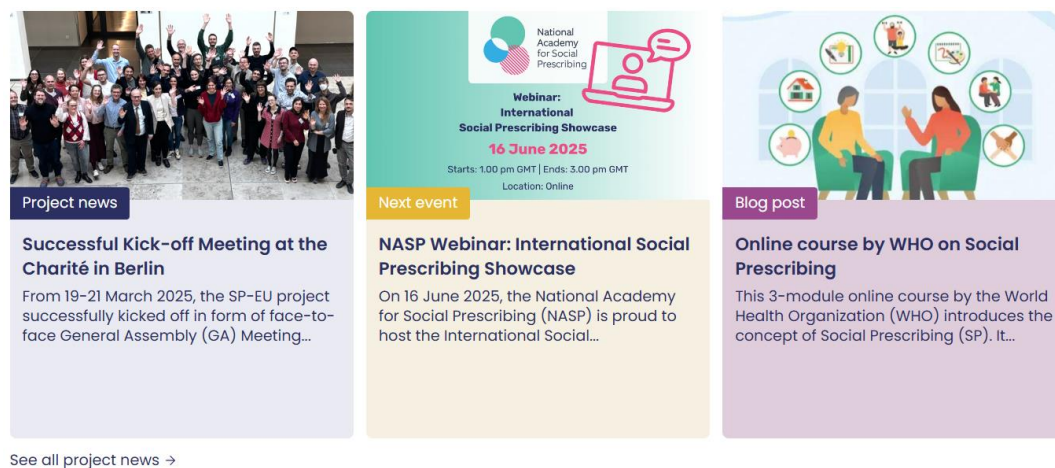 Project news
Successful Kick-off Meeting at the
Charité in Berlin
From 19-21 March 2025, the SP-EU project
successfully kicked off in form of face-to-
face General Assembly (GA) Meeting...
National
Academy
for Social
Prescribing
Webinar:
International
Social Prescribing Showcase
16 June 2025
Starts: 1.00 pm GMT | Ends: 3.00 pm GMT
Location: Online
Next event
NASP Webinar: International Social
Prescribing Showcase
On 16 June 2025, the National Academy
for Social Prescribing (NASP) is proud to
host the International Social...
Blog post
Online course by WHO on Social
Prescribing
This 3-module online course by the World
Health Organization (WHO) introduces the
concept of Social Prescribing (SP). It...
See all project news →